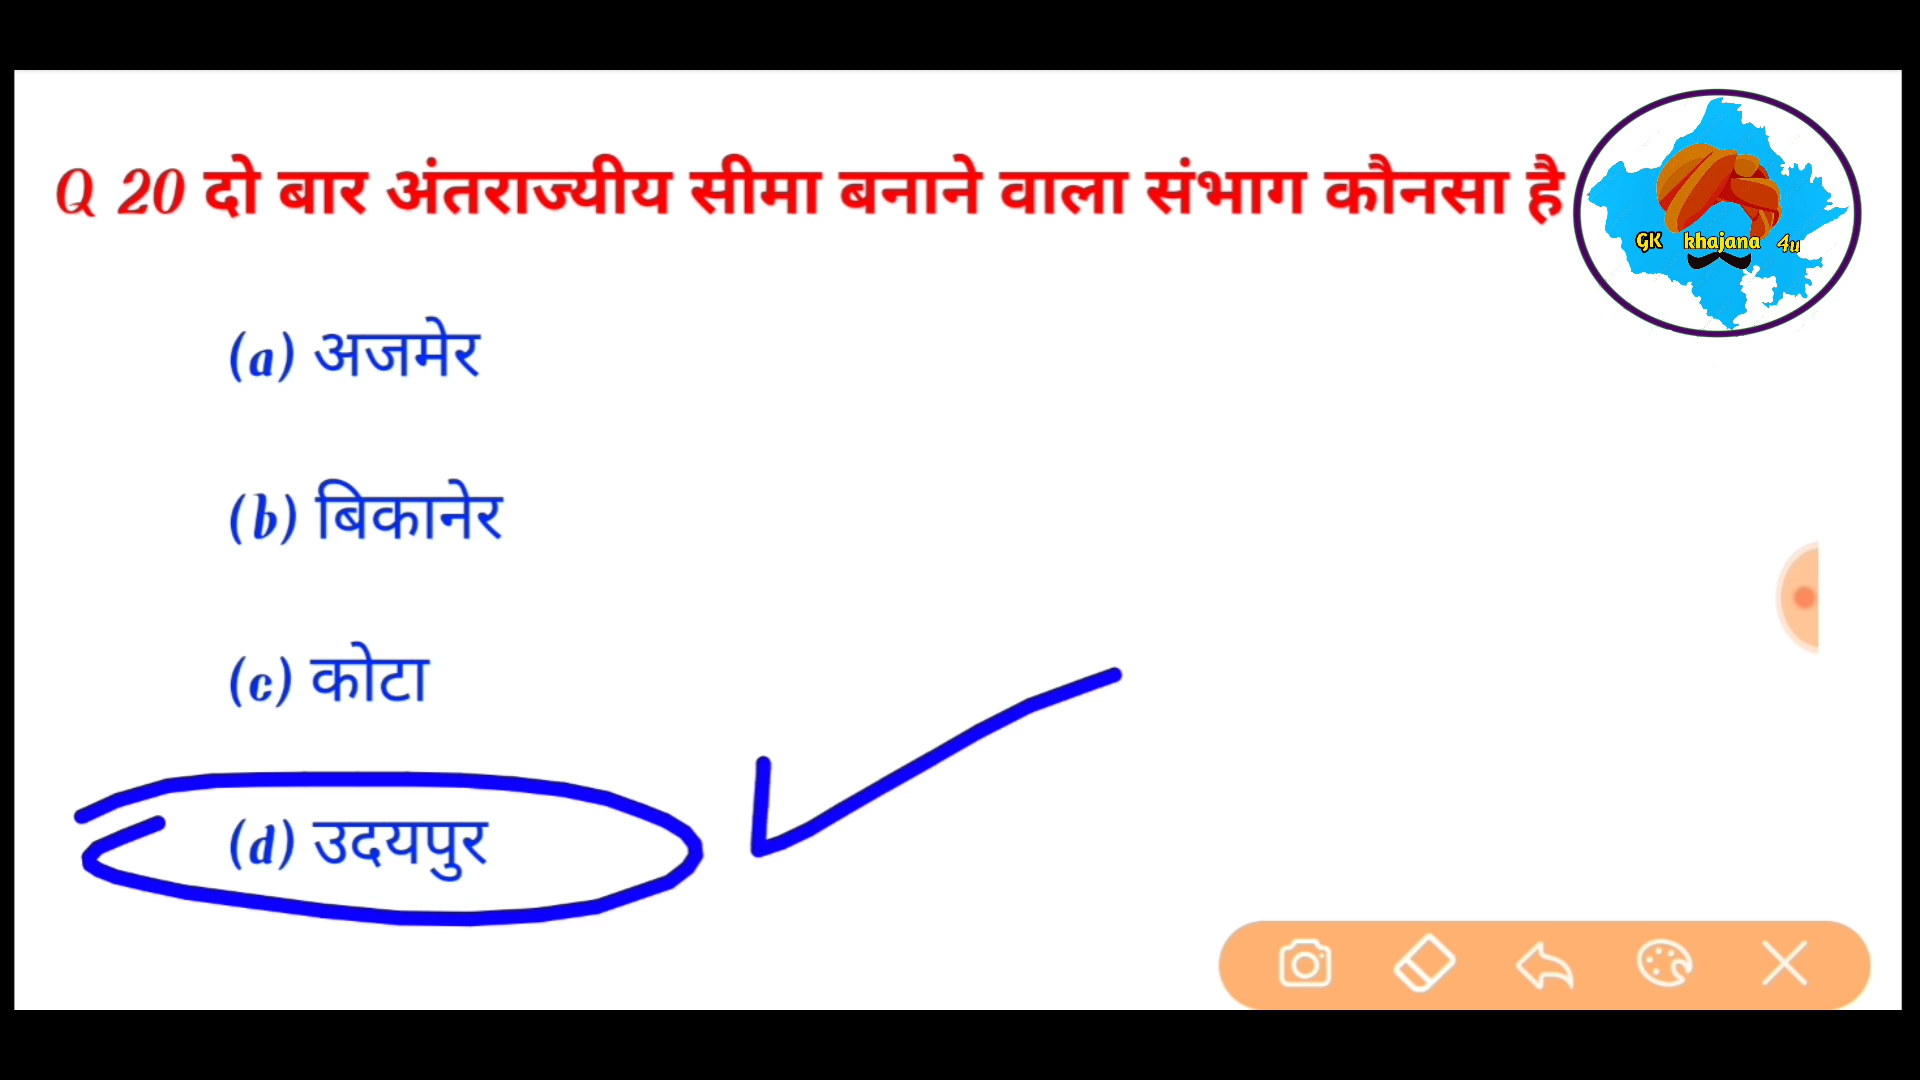 Q 20 दो बार अंतराज्यीय सीमा बनाने वाला संभाग कौनसा है
GK khajana 4u
(a) अजमेर
(b) बिकानेर
(c) कोटा
(d) उदयपुर